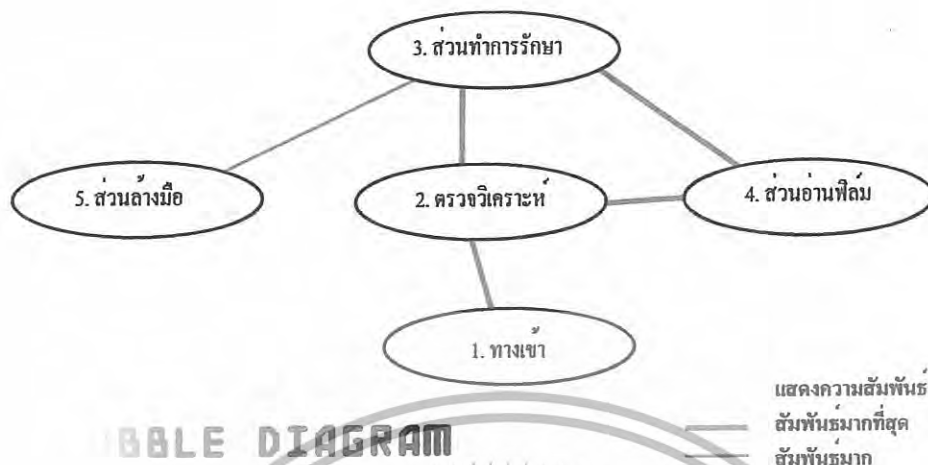 3. ส่วนทำการรักษา
5. ส่วนล้างมือ
2. ตรวจวิเคราะห์
4. ส่วนอ่านฟิล์ม
1. ทางเข้า
แสดงความสัมพันธ์
สัมพันธ์มากที่สุด
สัมพันธ์มาก
BBLE DIAGRAM